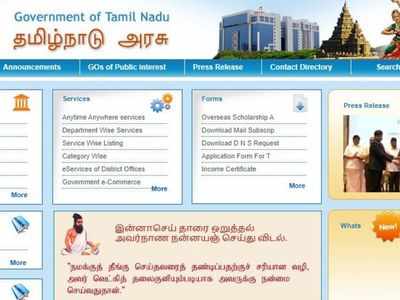 Government of Tamil Nadu
தமிழ்நாடு அரசு
Announcements GOs of Public interest Press Release Contact Directory Search
Services
Anytime Anywhere services
Department Wise Services
Service Wise Listing
Category Wise
eServices of District Offices
Government e-Commerce
More
Forms
Overseas Scholarship A
Download Mail Subscrip
Download D N S Request
Application Form For T
Income Certificate
More
Press Release
More
More
Whats
New!
இன்னாசெய் தாரை ஒறுத்தல்
அவர்நாண நன்னயஞ் செய்து விடல்.
"நமக்குத் தீங்கு செய்தவரைத் தண்டிப்பதற்குச் சரியான வழி,
அவர் வெட்கித் தலைகுனியும்படியாக அவருக்கு நன்மை
செய்வதுதான்."